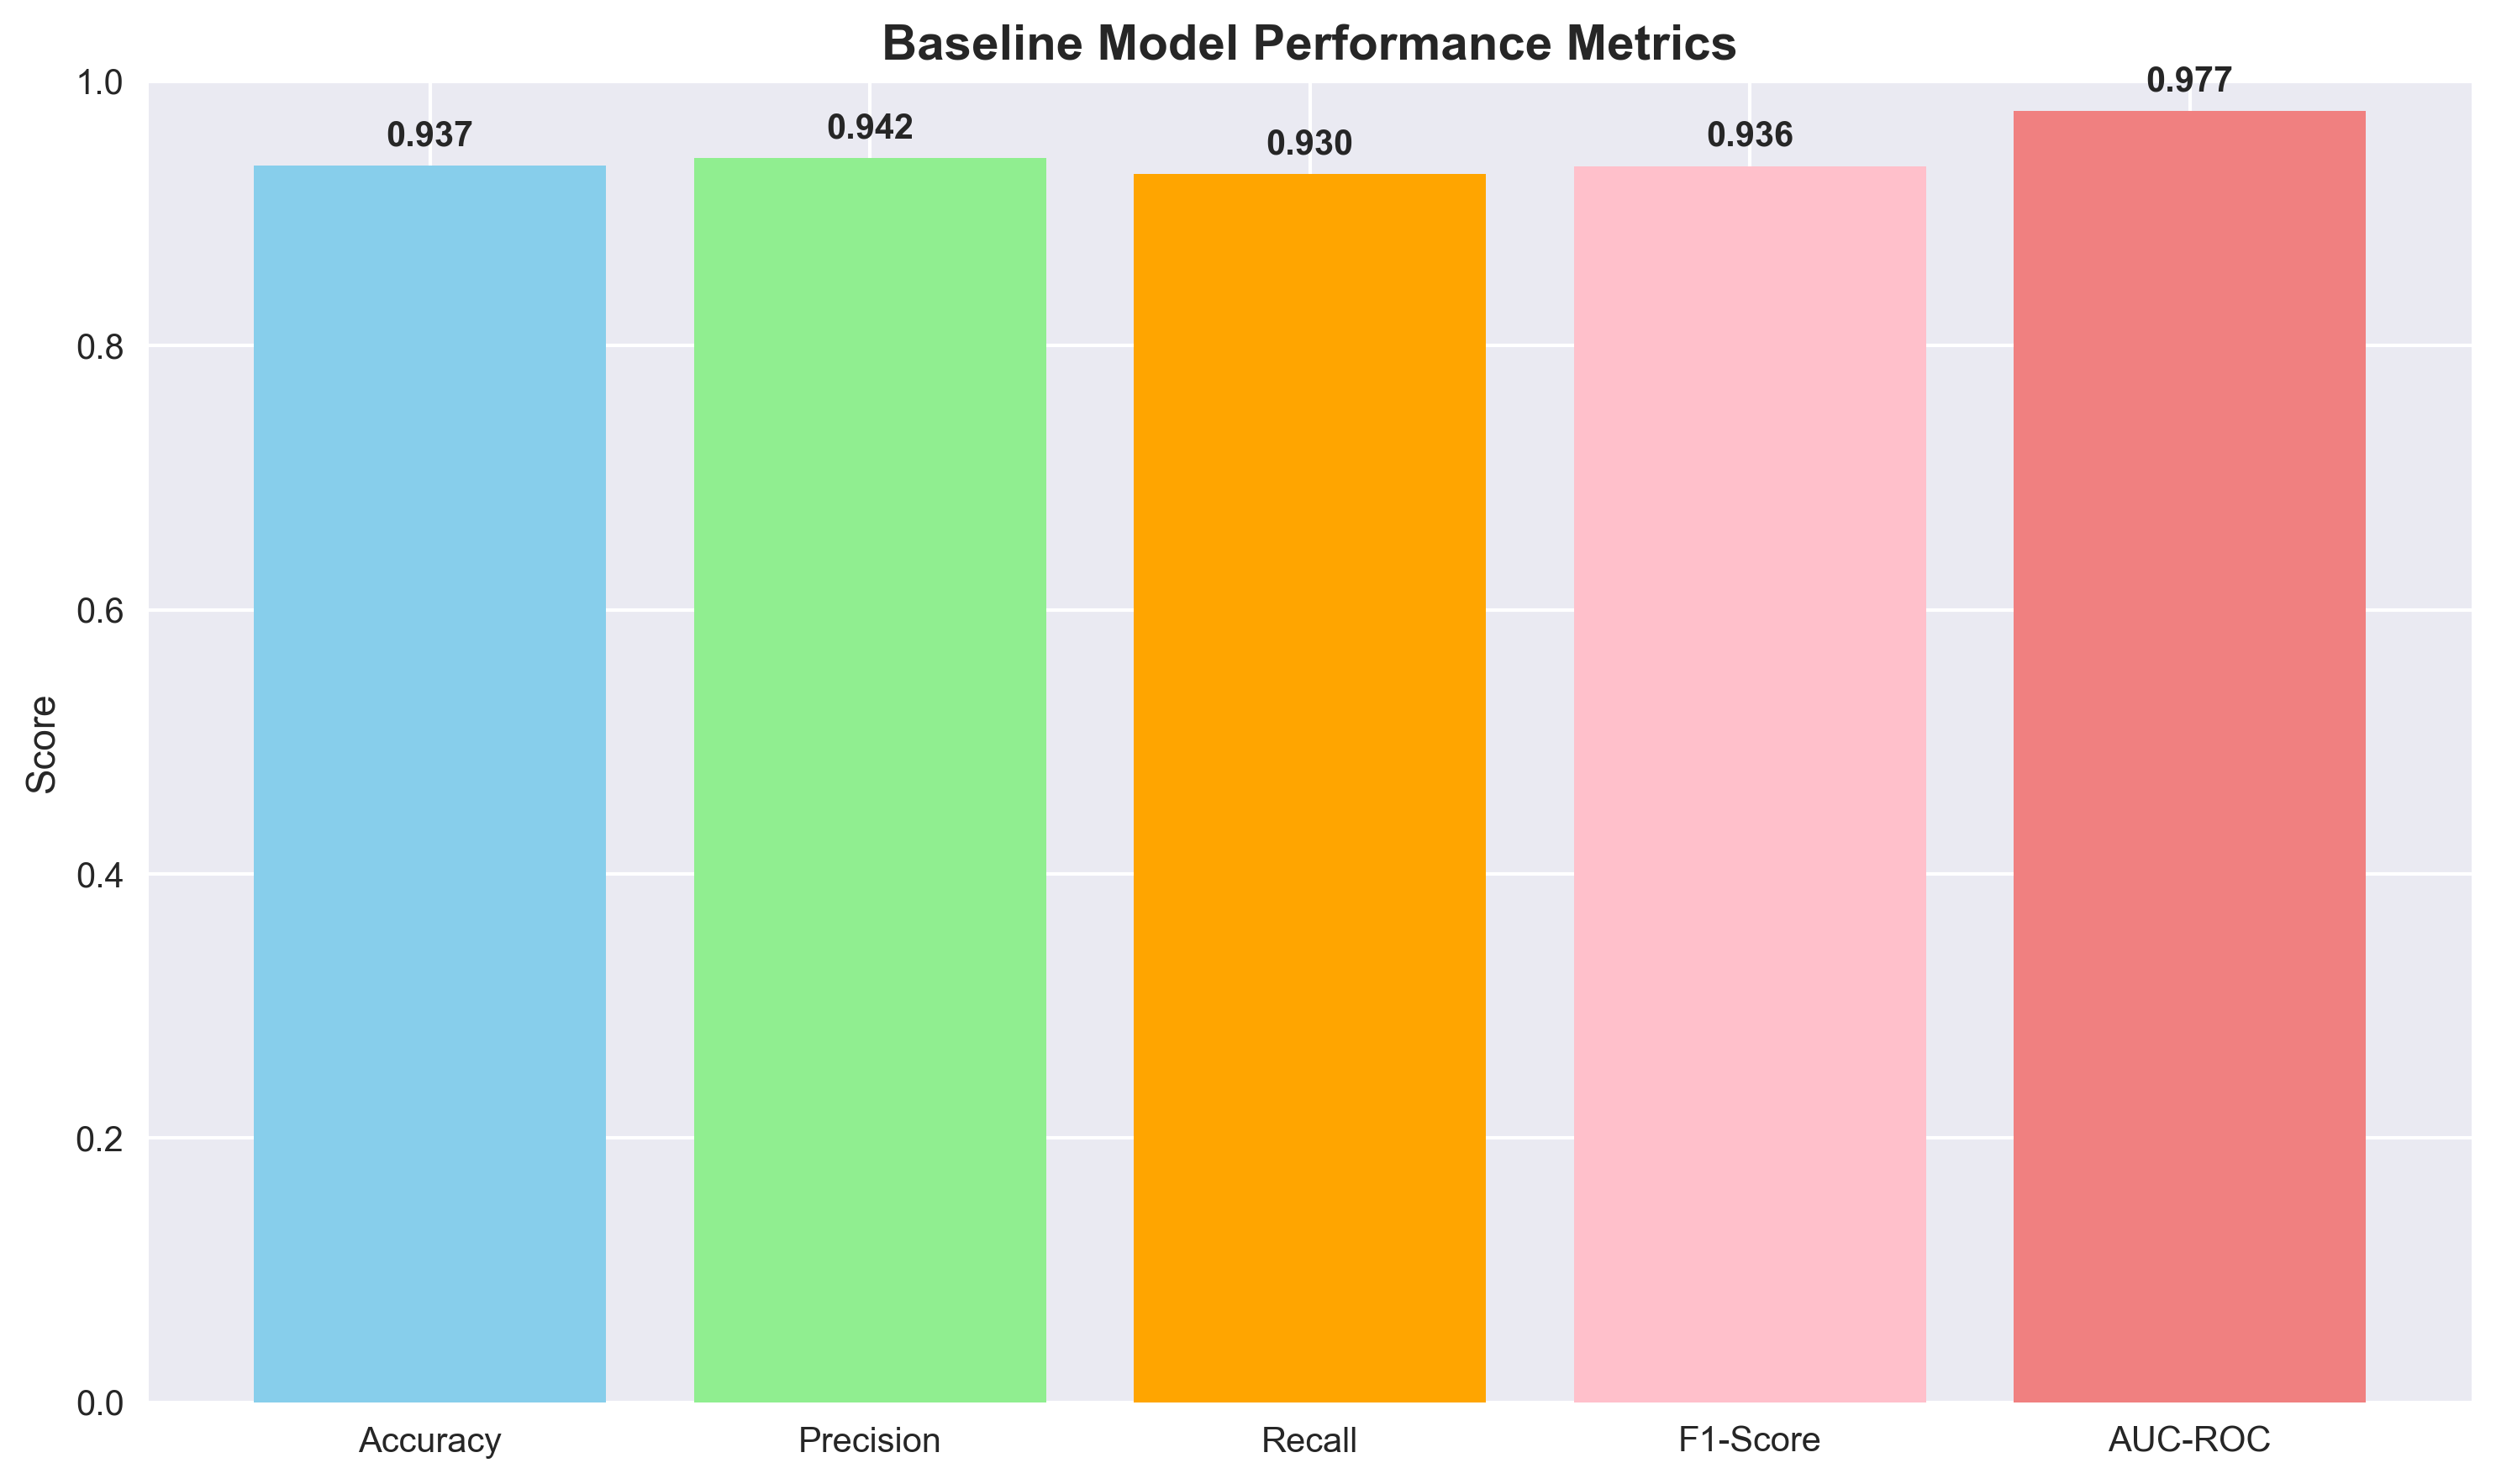 Baseline Model Performance Metrics
1.0
0.8
0.6
0.4
0.2
0.0
Score
0.937
0.942
0.930
0.936
0.977
Accuracy
Precision
Recall
F1-Score
AUC-ROC